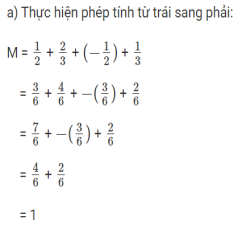 a) Thực hiện phép tính từ trái sang phải:
M = 1/2 + 2/3 + (−1/2) + 1/3
= 3/6 + 4/6 + −(3/6) + 2/6
= 7/6 + −(3/6) + 2/6
= 4/6 + 2/6
= 1